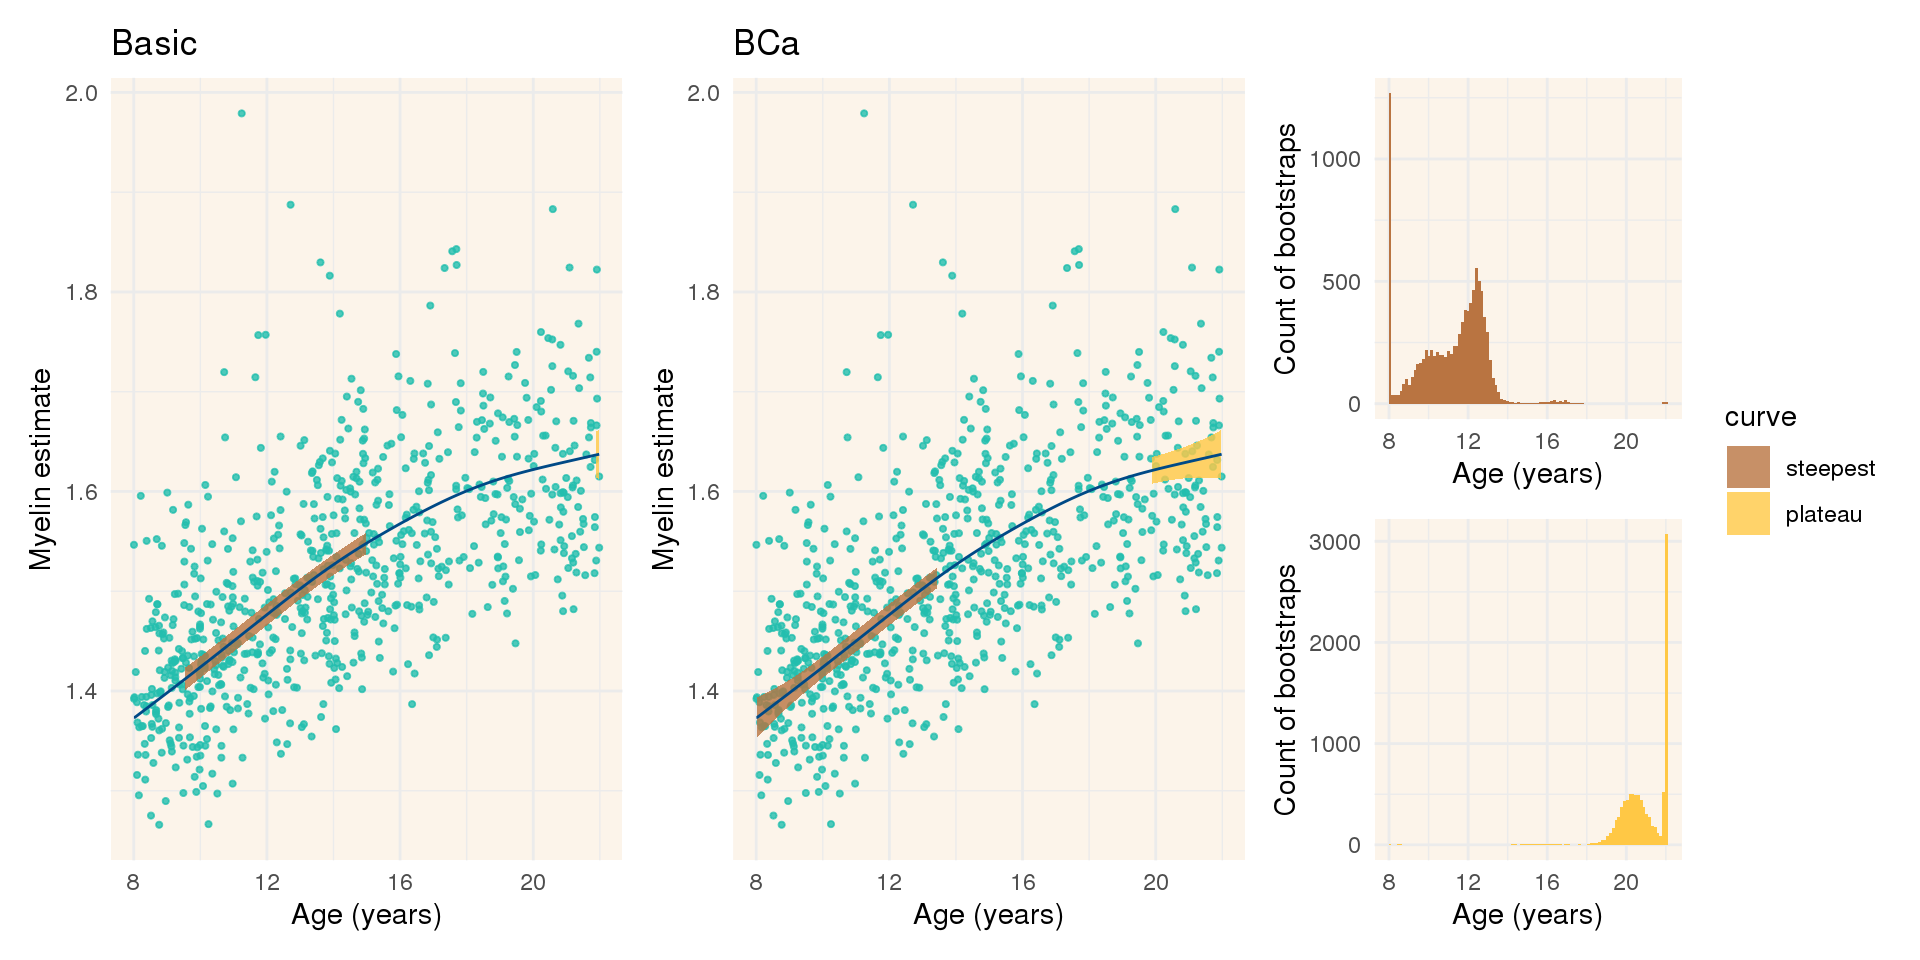 Basic
2.0
1.8
1.6
1.4
Myelin estimate
8 12 16 20
Age (years)
BCa
2.0
1.8
1.6
1.4
Myelin estimate
8 12 16 20
Age (years)
1000
500
0
Count of bootstraps
8 12 16 20
Age (years)
3000
2000
1000
0
Count of bootstraps
8 12 16 20
Age (years)
curve
steepest
plateau